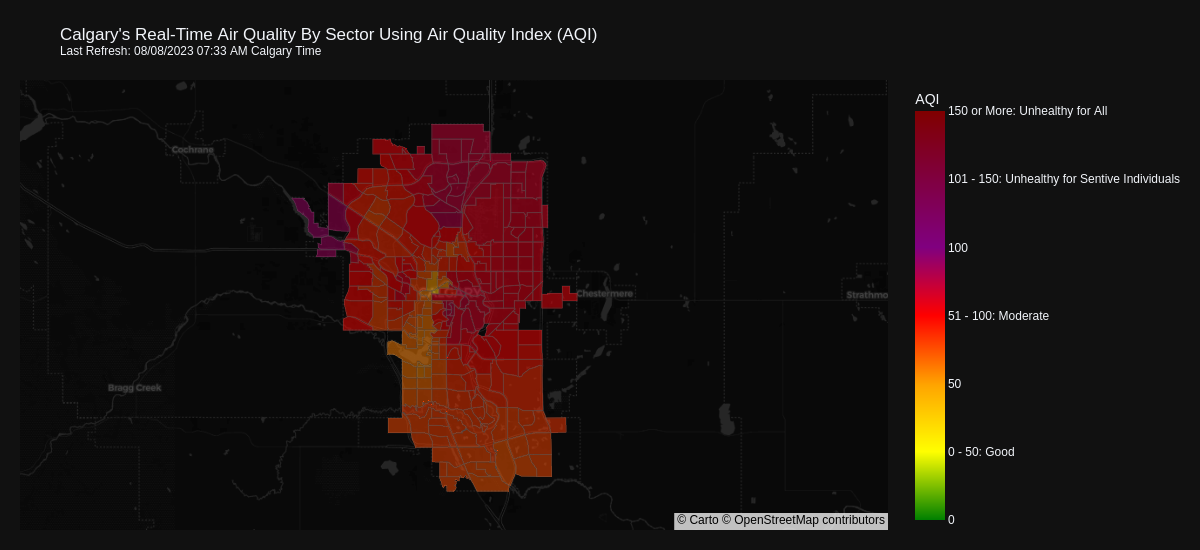 Calgary's Real-Time Air Quality By Sector Using Air Quality Index (AQI)
Last Refresh: 08/08/2023 07:33 AM Calgary Time
AQI
150 or More: Unhealthy for All
Cochrane
101 - 150: Unhealthy for Sentive Individuals
100
Chestermere
Strathmo
51 - 100: Moderate
50
Bragg Creek
0 - 50: Good
0
© Carto © OpenStreetMap contributors